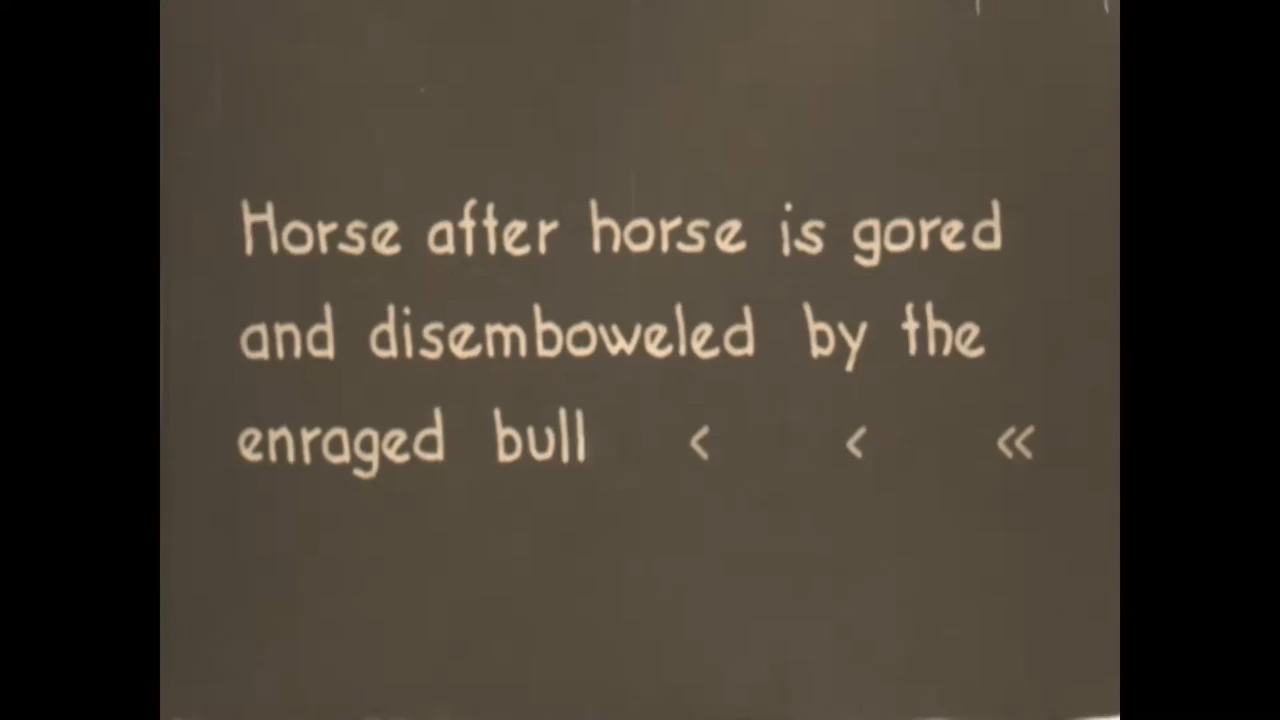 Horse after horse is gored
and disemboweled by the
enraged bull < < <<